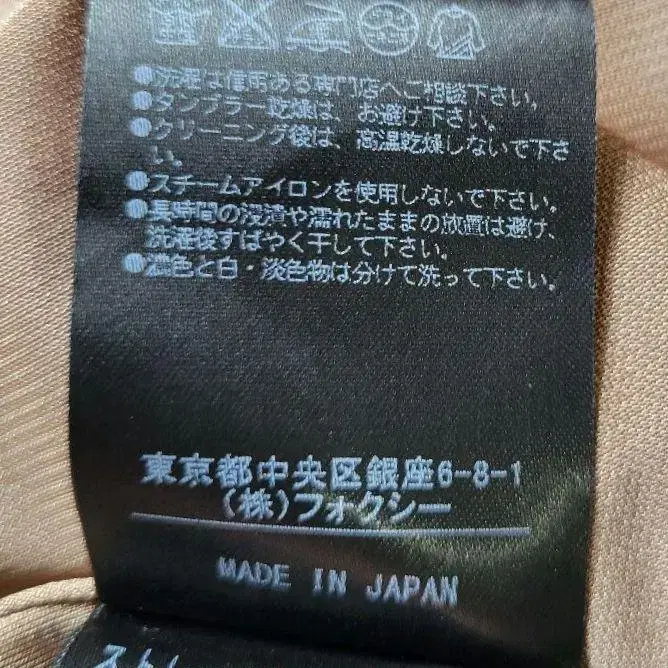 ●洗濯は信用ある専門店へご相談下さい。
●タンブラー乾燥は、お避け下さい。
●クリーニング後は、高温乾燥しないで下さ
い。
●スチームアイロンを使用しないで下さい。
●長時間の浸漬や濡れたままの放置は避け、
洗濯後すばやく干して下さい。
●濃色と白・淡色物は分けて洗って下さい。
東京都中央区銀座6-8-1
(株)フォクシー
MADE IN JAPAN